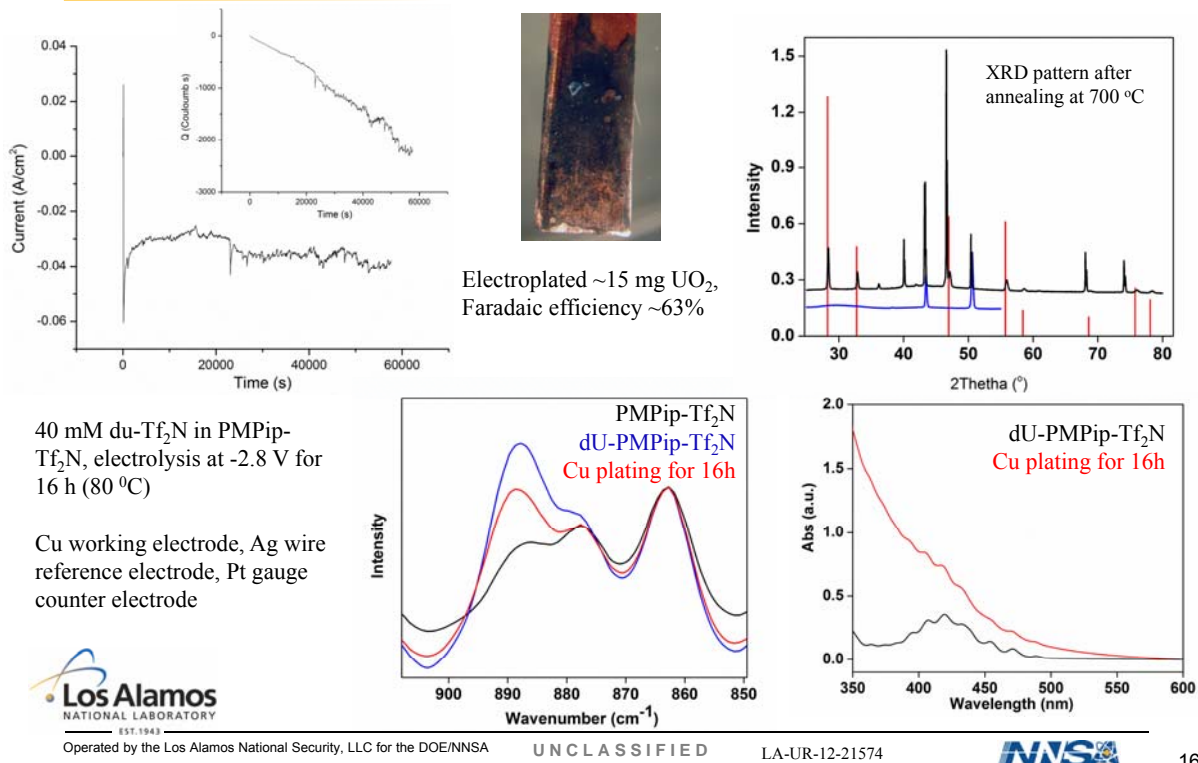 0.04
0.02
0.00
-0.02
-0.04
-0.06
Current (A/cm²)
0
20000
40000
60000
Time (s)
0
-1000
-2000
-3000
Q (Couloumb s)
0
20000
40000
60000
Time (s)
Electroplated ~15 mg UO₂,
Faradaic efficiency ~63%
1.5
1.2
0.9
0.6
0.3
0.0
Intensity
XRD pattern after
annealing at 700 °C
30
40
50
60
70
80
2Thetha (°)
40 mM du-Tf₂N in PMPip-
Tf₂N, electrolysis at -2.8 V for
16 h (80 ⁰C)
Cu working electrode, Ag wire
reference electrode, Pt gauge
counter electrode
PMPip-Tf₂N
dU-PMPip-Tf₂N
Cu plating for 16h
Intensity
900
890
880
870
860
850
Wavenumber (cm⁻¹)
dU-PMPip-Tf₂N
Cu plating for 16h
2.0
1.5
1.0
0.5
0.0
Abs (a.u.)
350
400
450
500
550
600
Wavelength (nm)
Los Alamos
NATIONAL LABORATORY
EST.1943
Operated by the Los Alamos National Security, LLC for the DOE/NNSA
UNCLASSIFIED
LA-UR-12-21574
NNSA
16